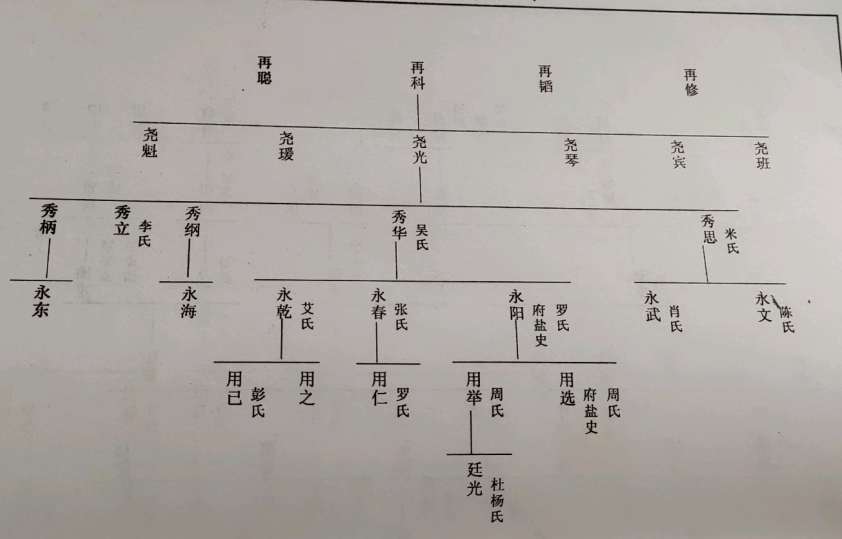 再聪
再科
再韬
再修
尧魁
尧瑗
尧光
尧琴
尧宾
尧班
秀柄
秀立
李氏
秀纲
秀华
吴氏
秀思
米氏
永东
永海
永乾
艾氏
永春
张氏
永阳
府盐史
罗氏
永武
肖氏
永文
陈氏
用已
彭氏
用之
用仁
罗氏
用举
周氏
用选
府盐史
周氏
廷光
杜杨氏